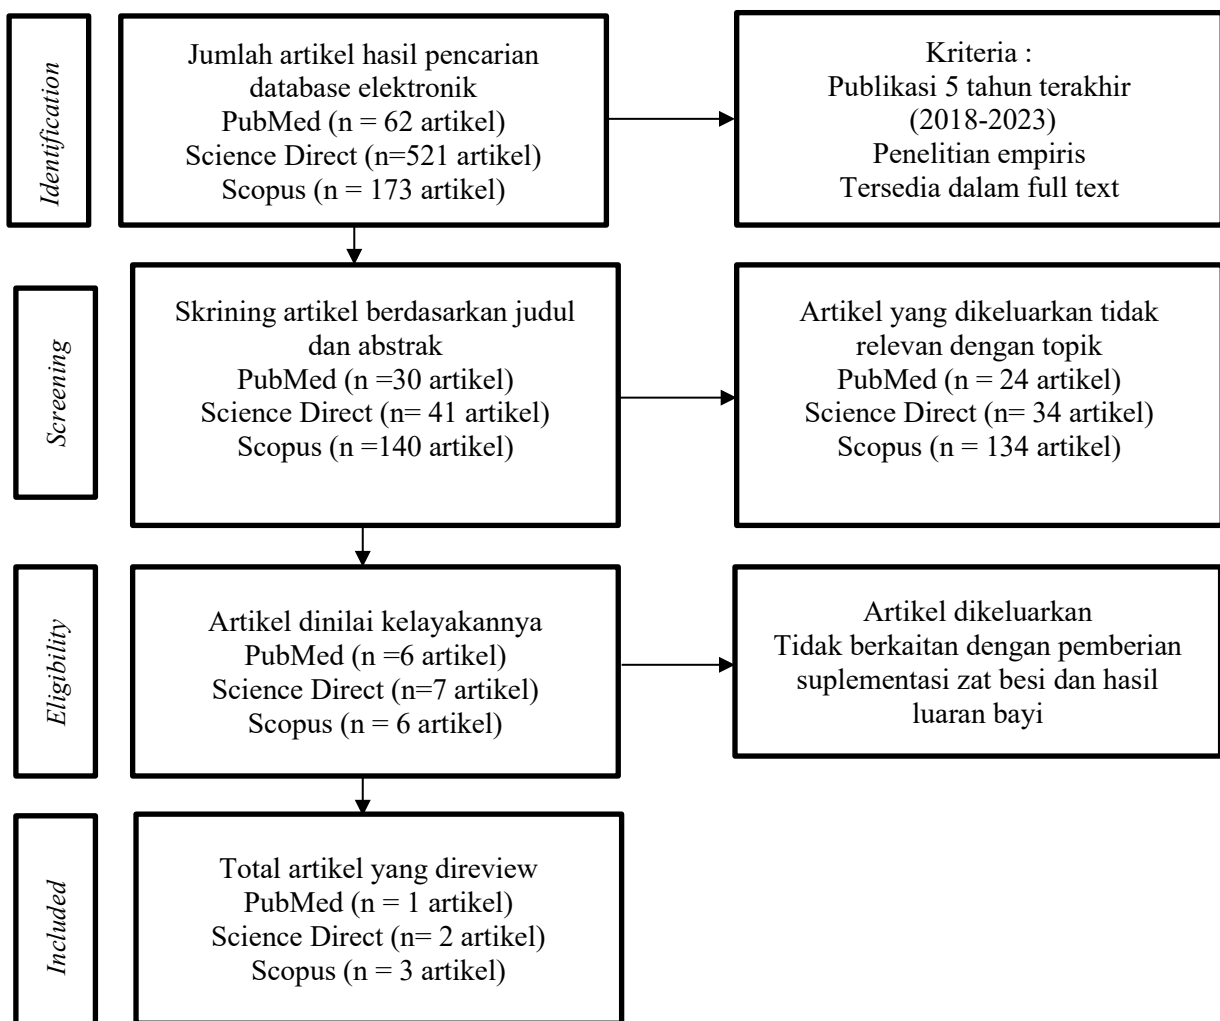 Identification
Jumlah artikel hasil pencarian
database elektronik
PubMed (n = 62 artikel)
Science Direct (n=521 artikel)
Scopus (n = 173 artikel)
Kriteria :
Publikasi 5 tahun terakhir
(2018-2023)
Penelitian empiris
Tersedia dalam full text
Screening
Skrining artikel berdasarkan judul
dan abstrak
PubMed (n =30 artikel)
Science Direct (n= 41 artikel)
Scopus (n =140 artikel)
Artikel yang dikeluarkan tidak
relevan dengan topik
PubMed (n = 24 artikel)
Science Direct (n= 34 artikel)
Scopus (n = 134 artikel)
Eligibility
Artikel dinilai kelayakannya
PubMed (n =6 artikel)
Science Direct (n=7 artikel)
Scopus (n = 6 artikel)
Artikel dikeluarkan
Tidak berkaitan dengan pemberian
suplementasi zat besi dan hasil
luaran bayi
Included
Total artikel yang direview
PubMed (n = 1 artikel)
Science Direct (n= 2 artikel)
Scopus (n = 3 artikel)